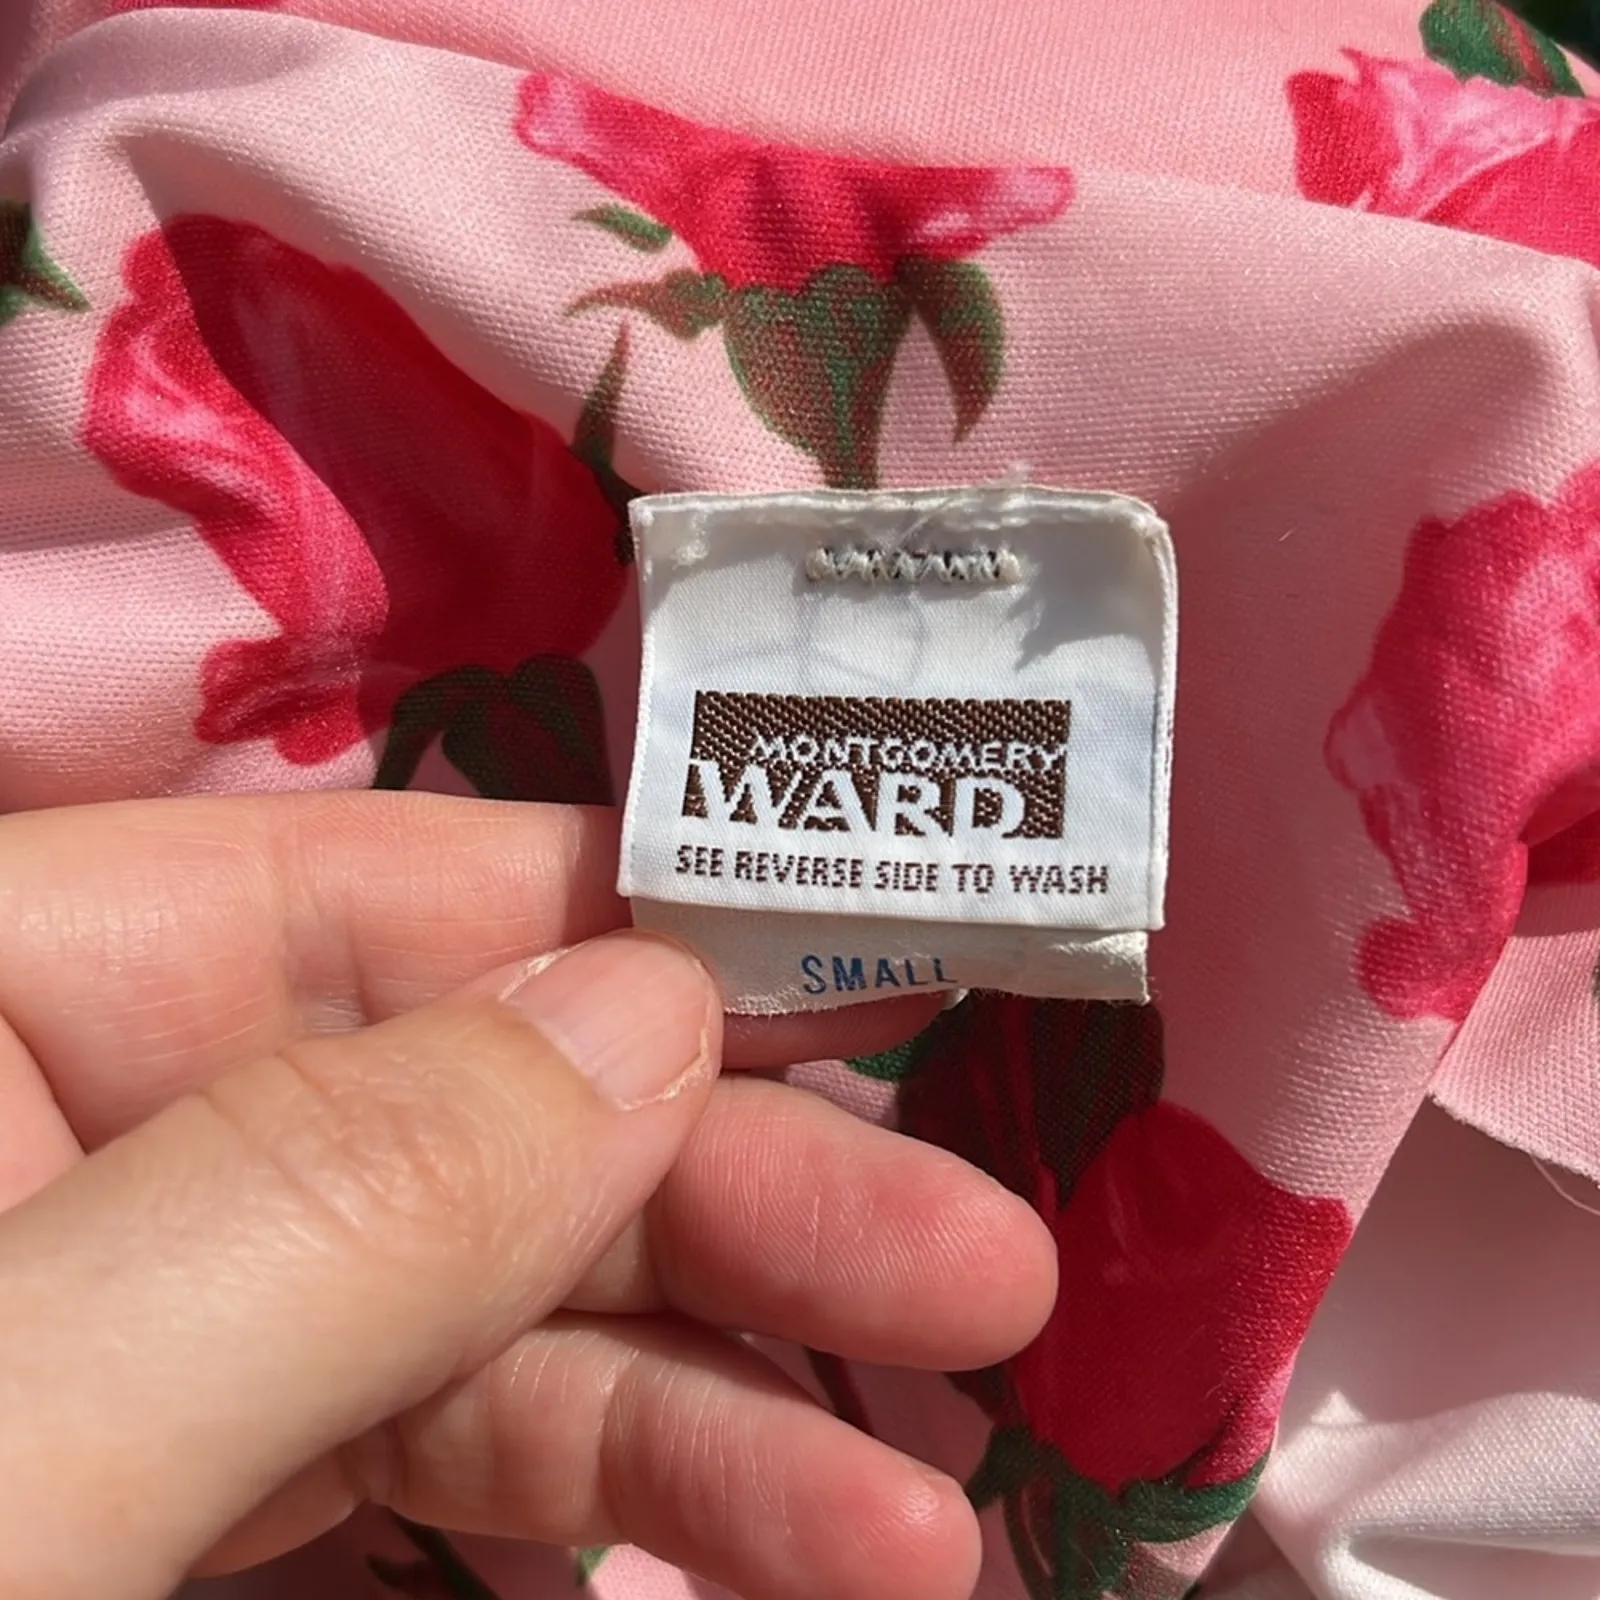 MONTGOMERY
WARD
SEE REVERSE SIDE TO WASH
SMALL